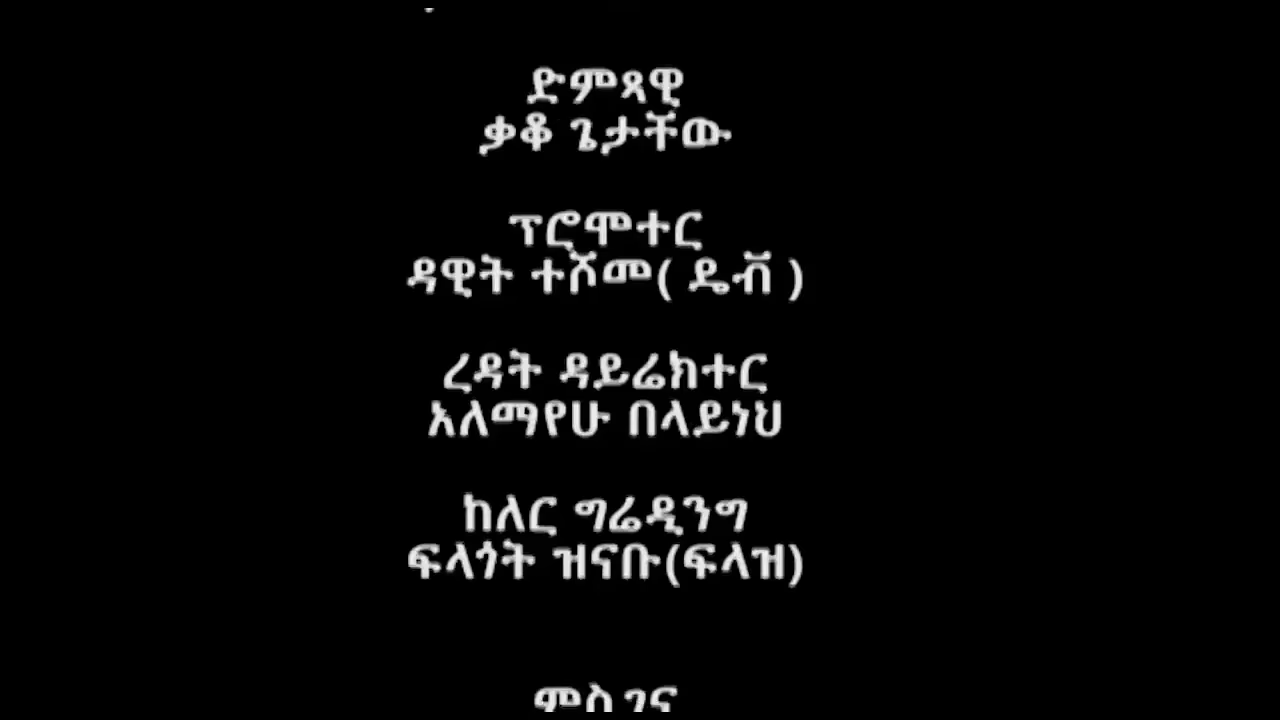 ድምጻዊ
ቃቆ ጌታቸው
ፕሮሞተር
ዳዊት ተሾመ( ዴቭ )
ረዳት ዳይሬክተር
አለማየሁ በላይነህ
ከለር ግሬዲንግ
ፍላጎት ዝናቡ(ፍላዝ)
ምስጋና